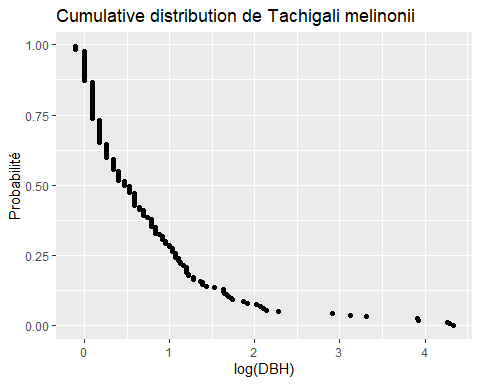 Cumulative distribution de Tachigali melinonii
Probabilité
1.00
0.75
0.50
0.25
0.00
0 1 2 3 4
log(DBH)